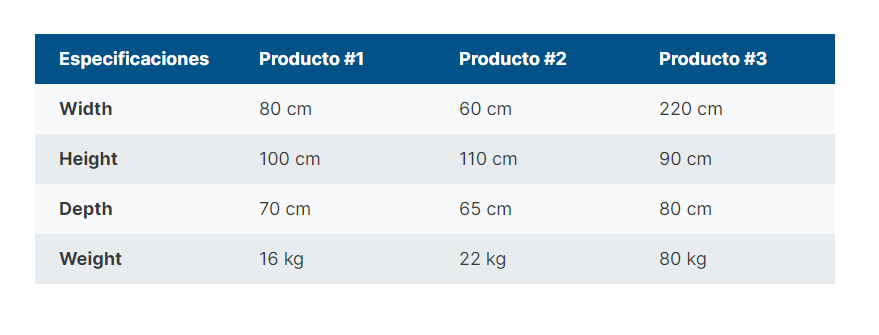 Especificaciones Producto #1 Producto #2 Producto #3
Width 80 cm 60 cm 220 cm
Height 100 cm 110 cm 90 cm
Depth 70 cm 65 cm 80 cm
Weight 16 kg 22 kg 80 kg